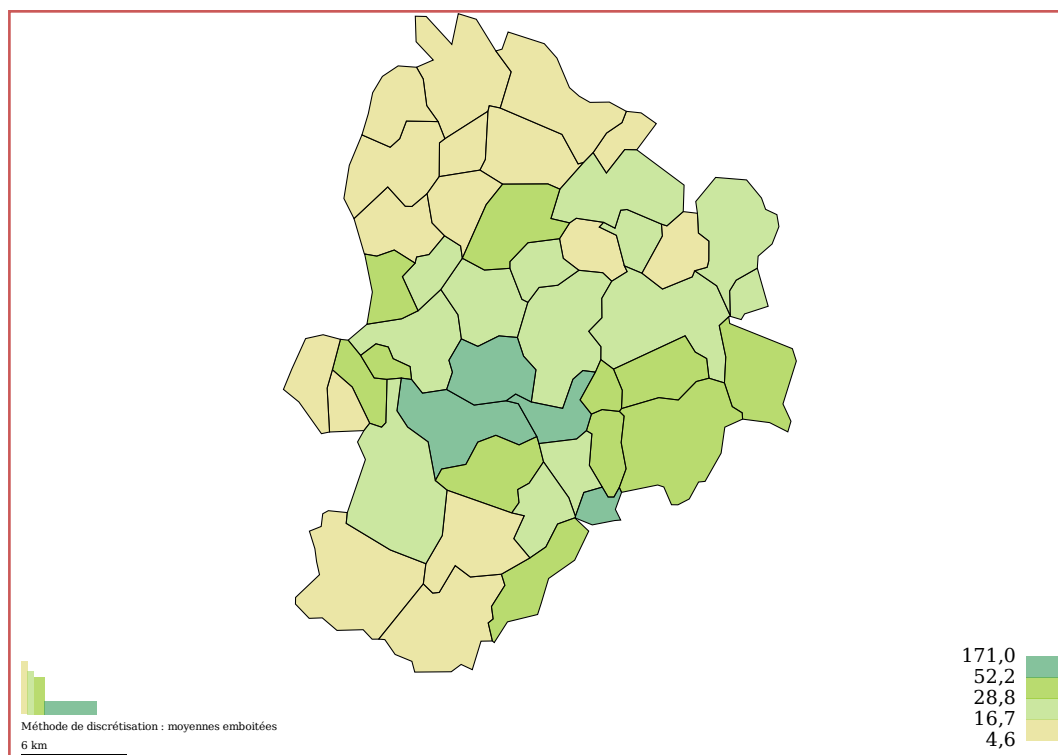 171,0
52,2
28,8
16,7
4,6
Méthode de discrétisation : moyennes emboitées
6 km